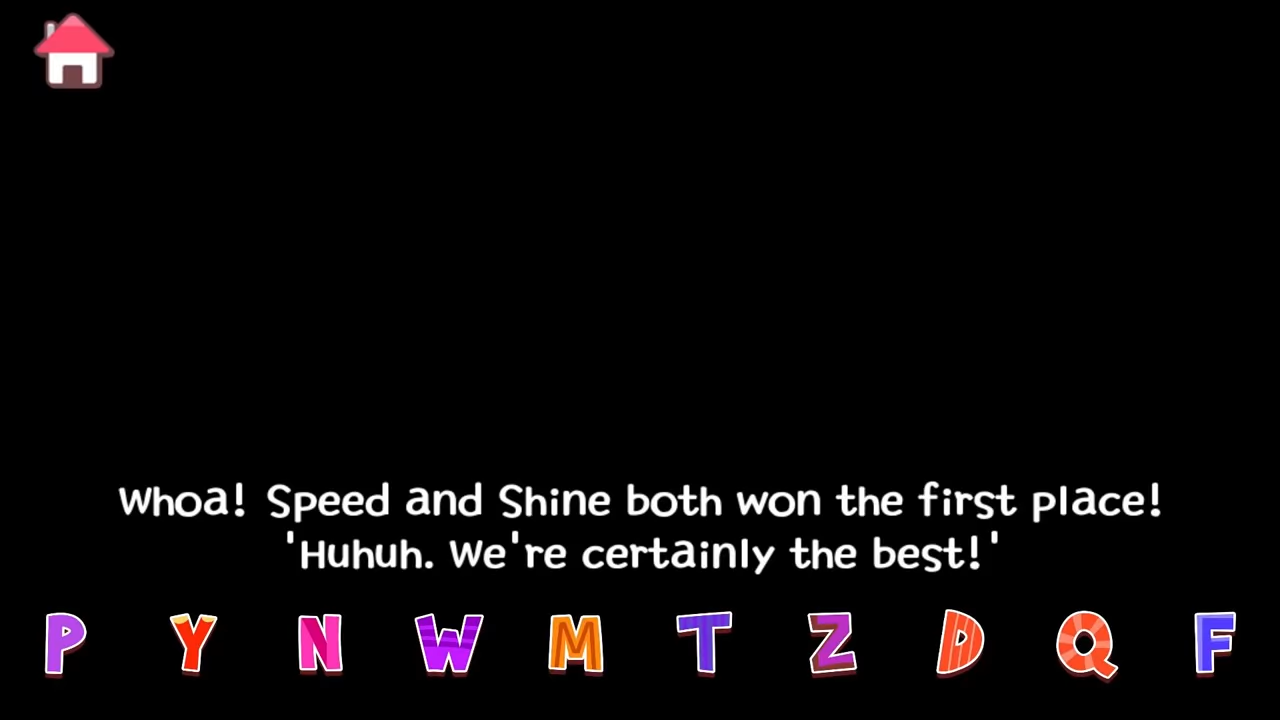 Whoa! Speed and Shine both won the first place!
'Huhuh. We're certainly the best!'
P Y N W M T Z D Q F